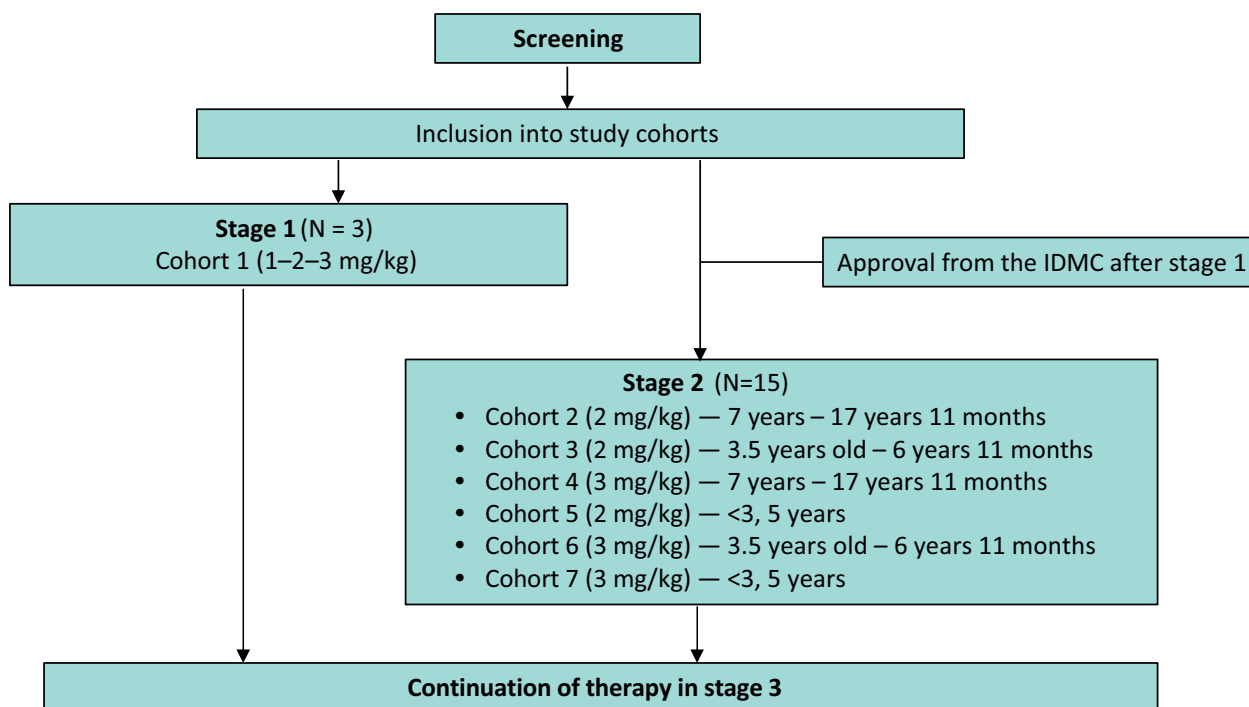 Screening
Inclusion into study cohorts
Stage 1 (N = 3)
Cohort 1 (1–2–3 mg/kg)
Approval from the IDMC after stage 1
Stage 2 (N=15)
• Cohort 2 (2 mg/kg) — 7 years – 17 years 11 months
• Cohort 3 (2 mg/kg) — 3.5 years old – 6 years 11 months
• Cohort 4 (3 mg/kg) — 7 years – 17 years 11 months
• Cohort 5 (2 mg/kg) — <3, 5 years
• Cohort 6 (3 mg/kg) — 3.5 years old – 6 years 11 months
• Cohort 7 (3 mg/kg) — <3, 5 years
Continuation of therapy in stage 3